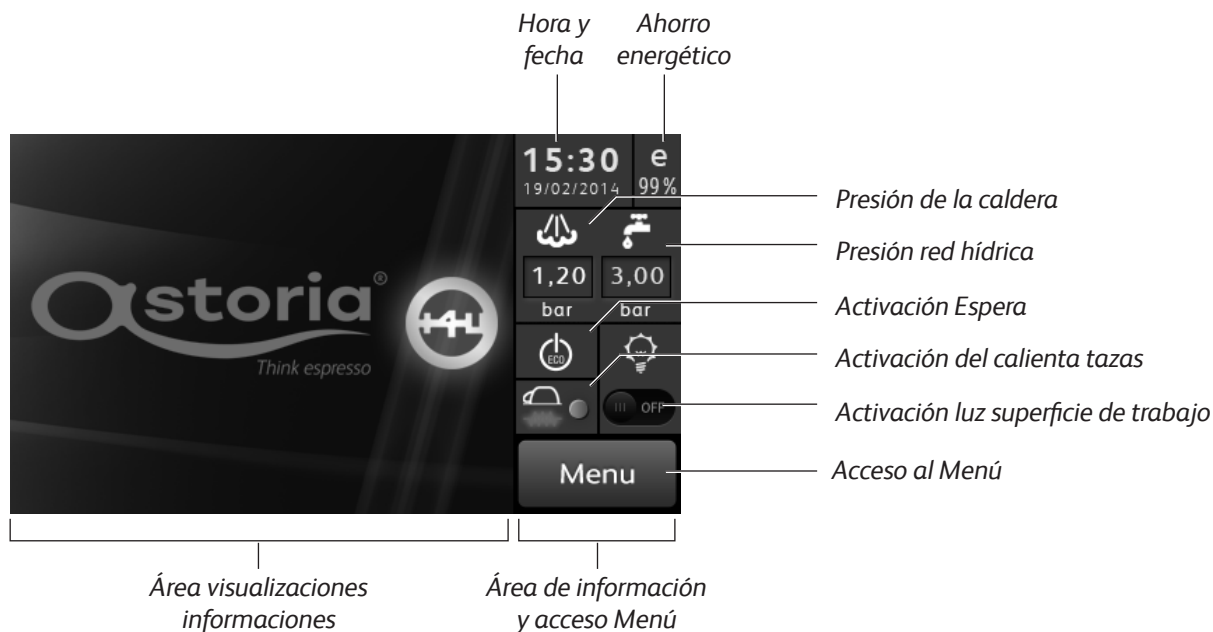 Hora y
fecha
Ahorro
energético
15:30
19/02/2014
e
99%
Presión de la caldera
Presión red hídrica
1,20
3,00
bar
bar
Activación Espera
ECO
Activación del calienta tazas
Activación luz superficie de trabajo
OFF
Menu
Acceso al Menú
astoria®
+4U
Think espresso
Área visualizaciones
informaciones
Área de información
y acceso Menú